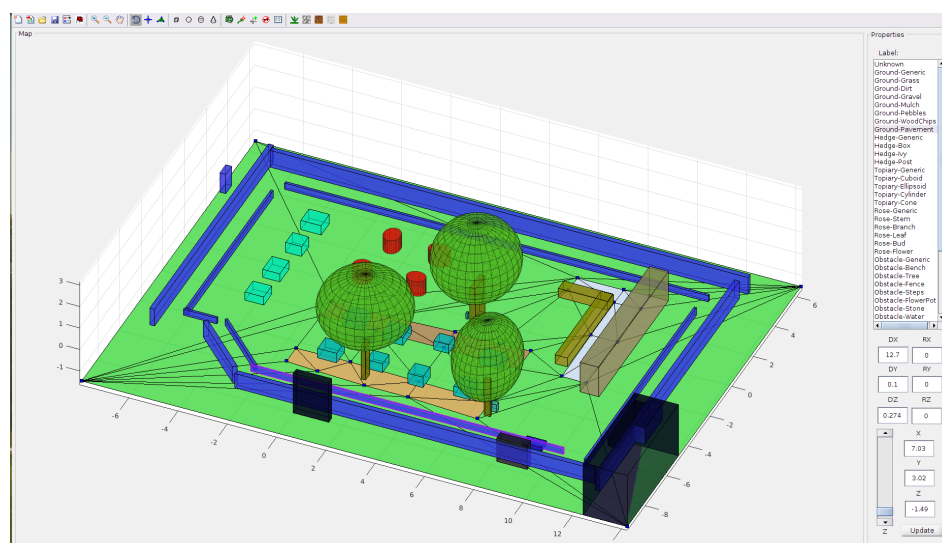 Map
Properties
Label:
Unknown
Ground-Generic
Ground-Grass
Ground-Dirt
Ground-Gravel
Ground-Mulch
Ground-Pebbles
Ground-WoodChips
Ground-Pavement
Hedge-Generic
Hedge-Box
Hedge-Ivy
Hedge-Post
Topiary-Generic
Topiary-Cuboid
Topiary-Ellipsoid
Topiary-Cylinder
Topiary-Cone
Rose-Generic
Rose-Stem
Rose-Branch
Rose-Leaf
Rose-Bud
Rose-Flower
Obstacle-Generic
Obstacle-Bench
Obstacle-Tree
Obstacle-Fence
Obstacle-Steps
Obstacle-FlowerPot
Obstacle-Stone
Obstacle-Water
DX RX
12.7 0
DY RY
0.1 0
DZ RZ
0.274 0
X
7.03
Y
3.02
Z
-1.49
Z Update
3
2
1
0
-1
-6
-4
-2
0
2
4
6
8
10
12
6
4
2
0
-2
-4
-6
-8